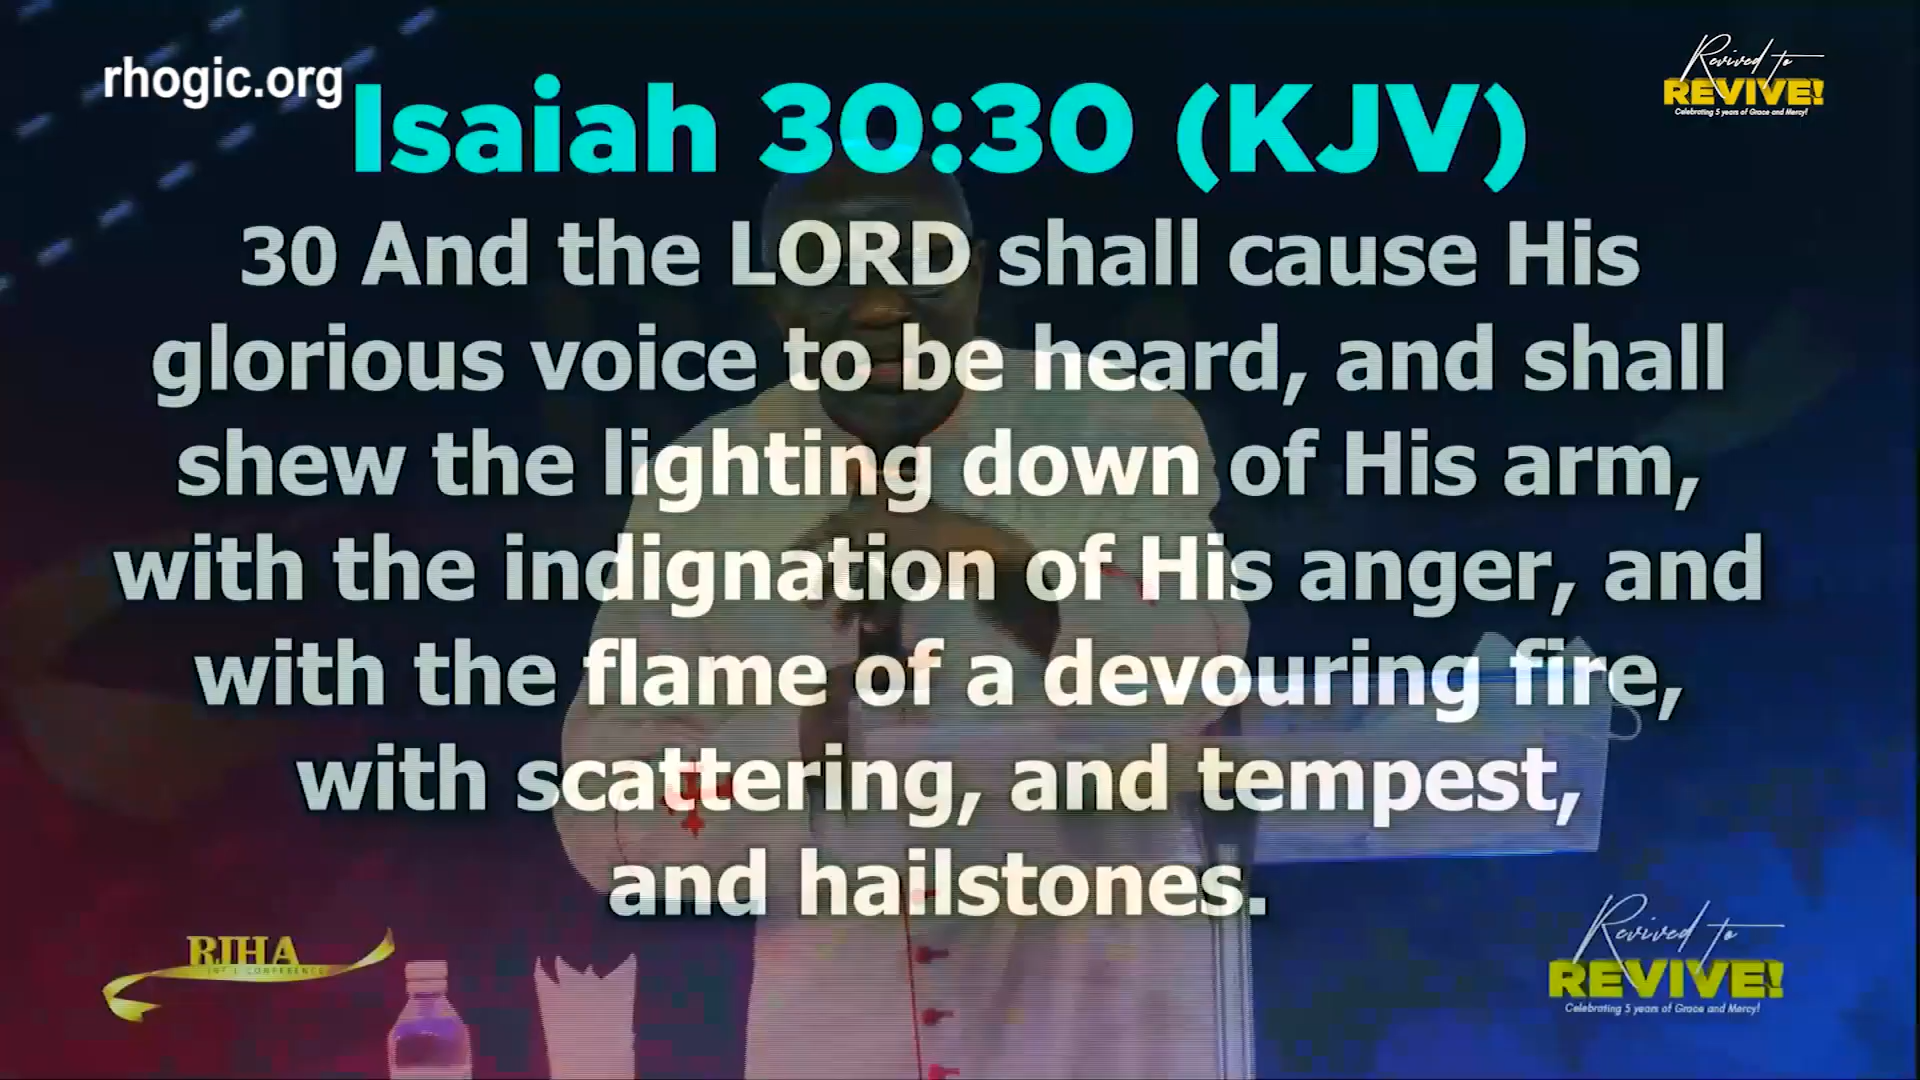 rhogic.org
Revived to
REVIVE!
Celebrating 5 years of Grace and Mercy!
Isaiah 30:30 (KJV)
30 And the LORD shall cause His
glorious voice to be heard, and shall
shew the lighting down of His arm,
with the indignation of His anger, and
with the flame of a devouring fire,
with scattering, and tempest,
and hailstones.
RIHA
INT'L CONFERENCE
Revived to
REVIVE!
Celebrating 5 years of Grace and Mercy!